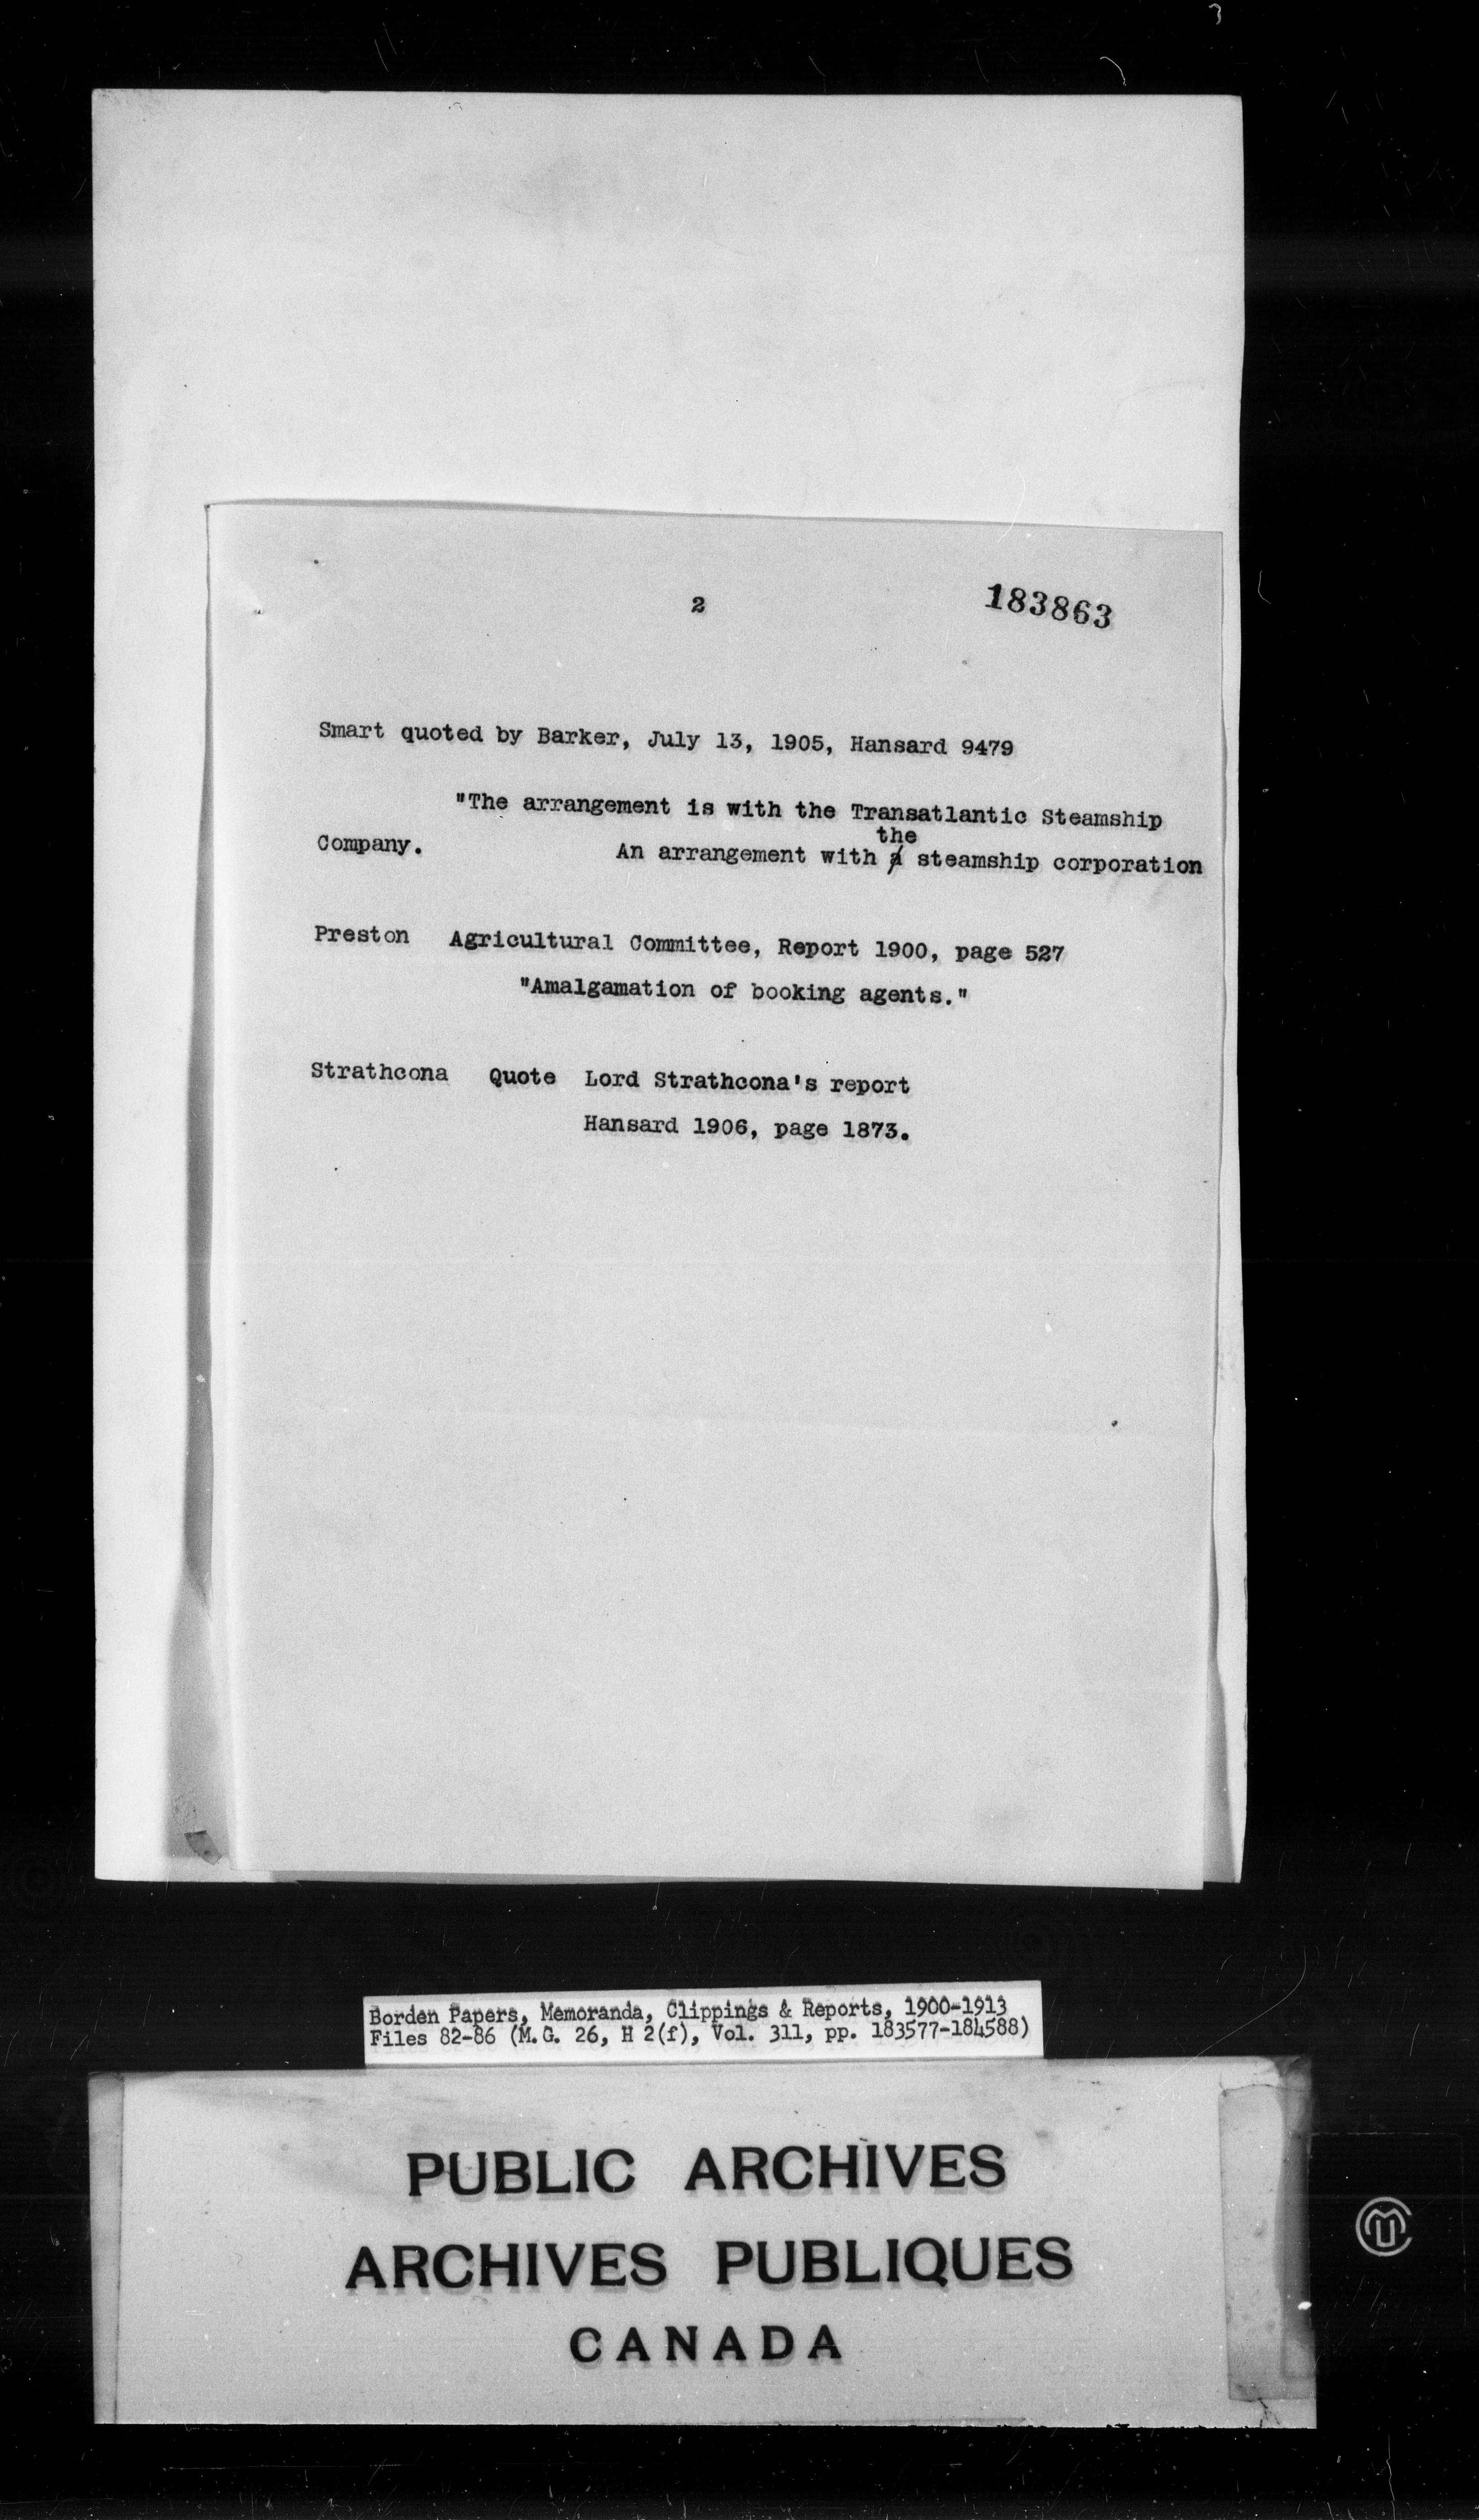 2
183863
Smart quoted by Barker, July 13, 1905, Hansard 9479
"The arrangement is with the Transatlantic Steamship
the
Company. An arrangement with a steamship corporation
Preston Agricultural Committee, Report 1900, page 527
"Amalgamation of booking agents."
Strathcona Quote Lord Strathcona's report
Hansard 1906, page 1873.
Borden Papers, Memoranda, Clippings & Reports, 1900-1913
Files 82-86 (M.G. 26, H 2(f), Vol. 311, pp. 183577-184588)
PUBLIC ARCHIVES
ARCHIVES PUBLIQUES
CANADA